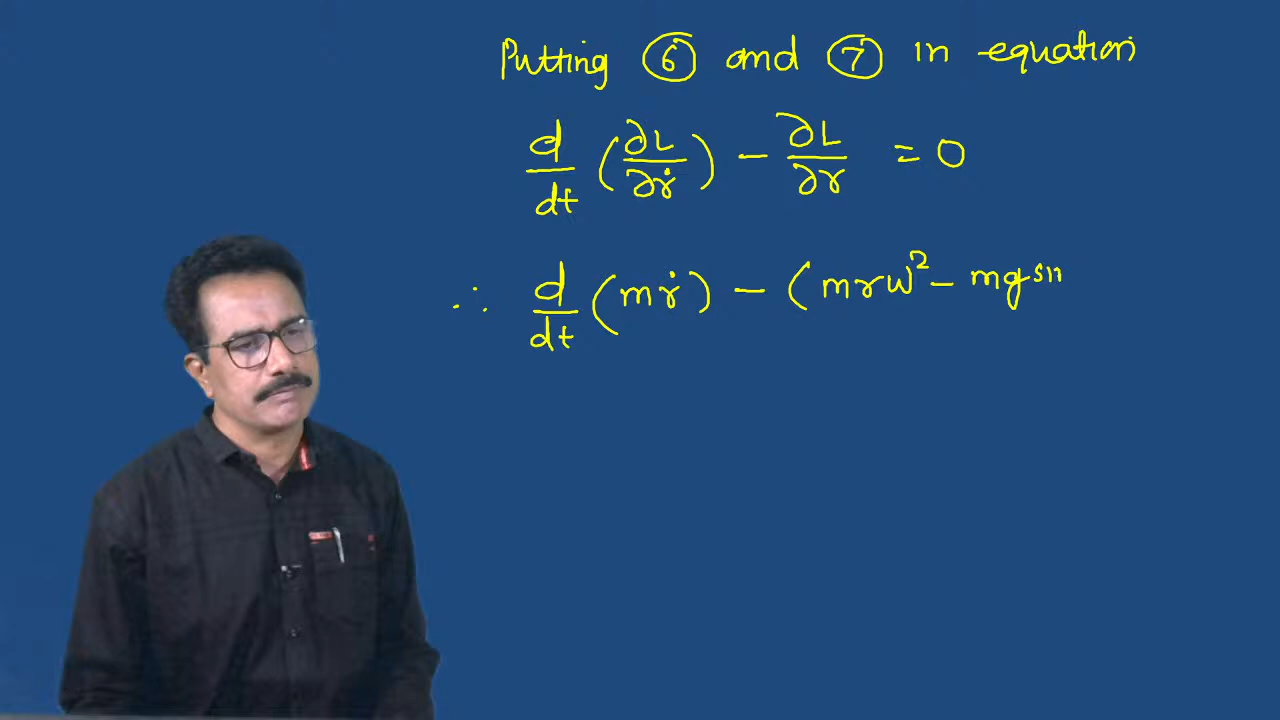 Putting ⑥ and ⑦ in equation
d/dt (∂L/∂ṙ) - ∂L/∂r = 0
∴ d/dt (mṙ) - (mrω² - mg sin